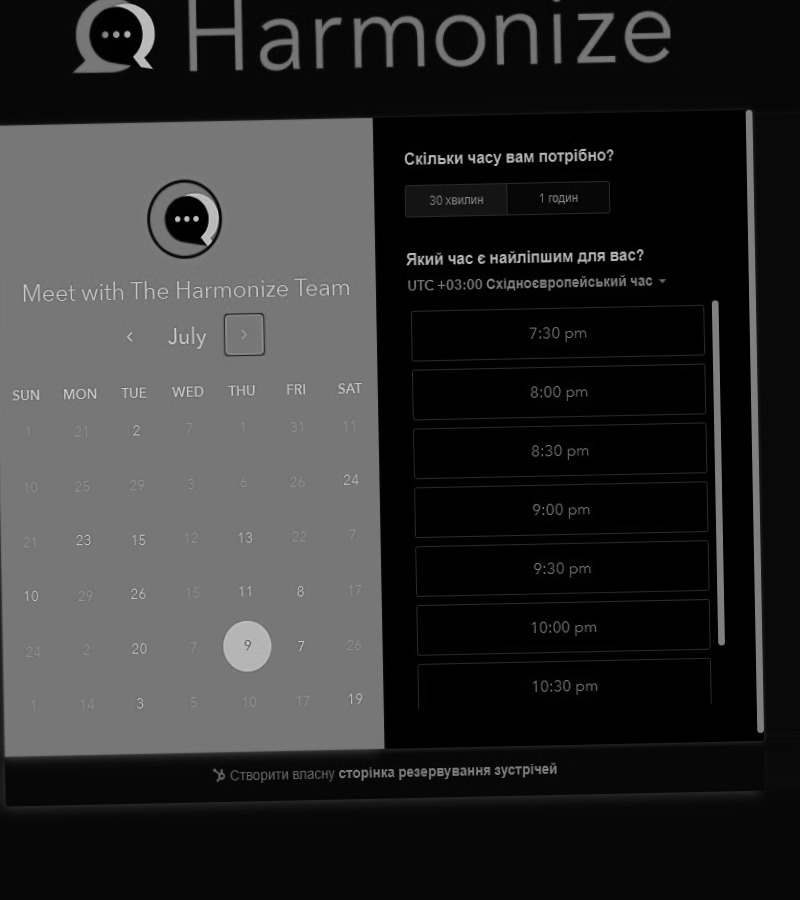 Harmonize
Meet with The Harmonize Team
July
SUN MON TUE WED THU FRI SAT
1 21 2 7 1 31 11
10 25 29 3 6 26 24
21 23 15 12 13 22 7
10 29 26 15 11 8 17
24 2 20 7 9 7 26
1 14 3 5 10 17 19
Скільки часу вам потрібно?
30 хвилин 1 годин
Який час є найліпшим для вас?
UTC +03:00 Східноєвропейський час
7:30 pm
8:00 pm
8:30 pm
9:00 pm
9:30 pm
10:00 pm
10:30 pm
Створити власну сторінка резервування зустрічей